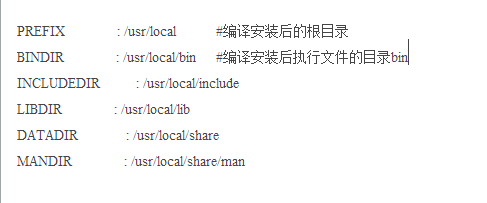 PREFIX : /usr/local #编译安装后的根目录
BINDIR : /usr/local/bin #编译安装后执行文件的目录bin
INCLUDEDIR : /usr/local/include
LIBDIR : /usr/local/lib
DATADIR : /usr/local/share
MANDIR : /usr/local/share/man